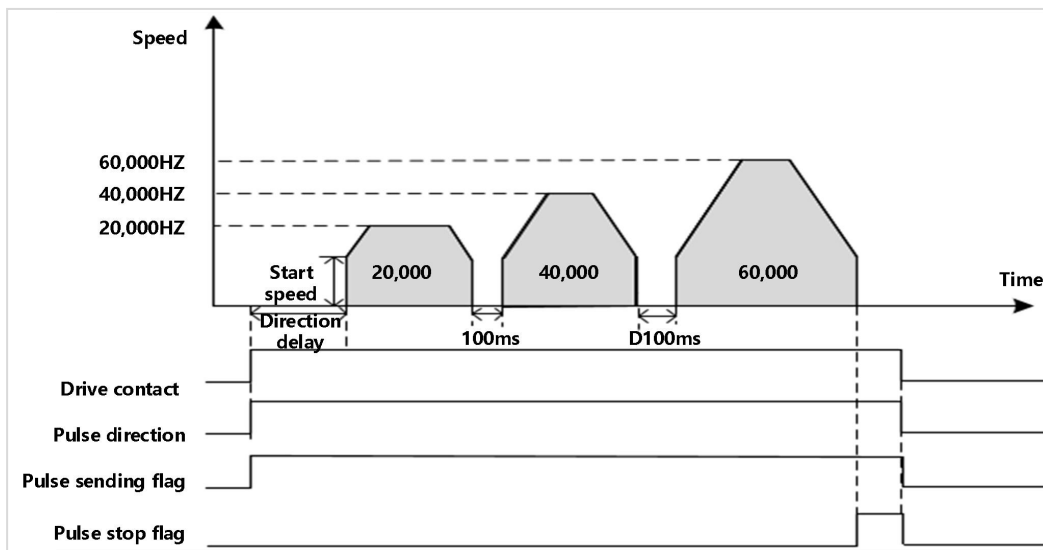 Speed
60,000HZ
40,000HZ
20,000HZ
Start
speed
20,000
40,000
60,000
Time
Direction
delay
100ms
D100ms
Drive contact
Pulse direction
Pulse sending flag
Pulse stop flag